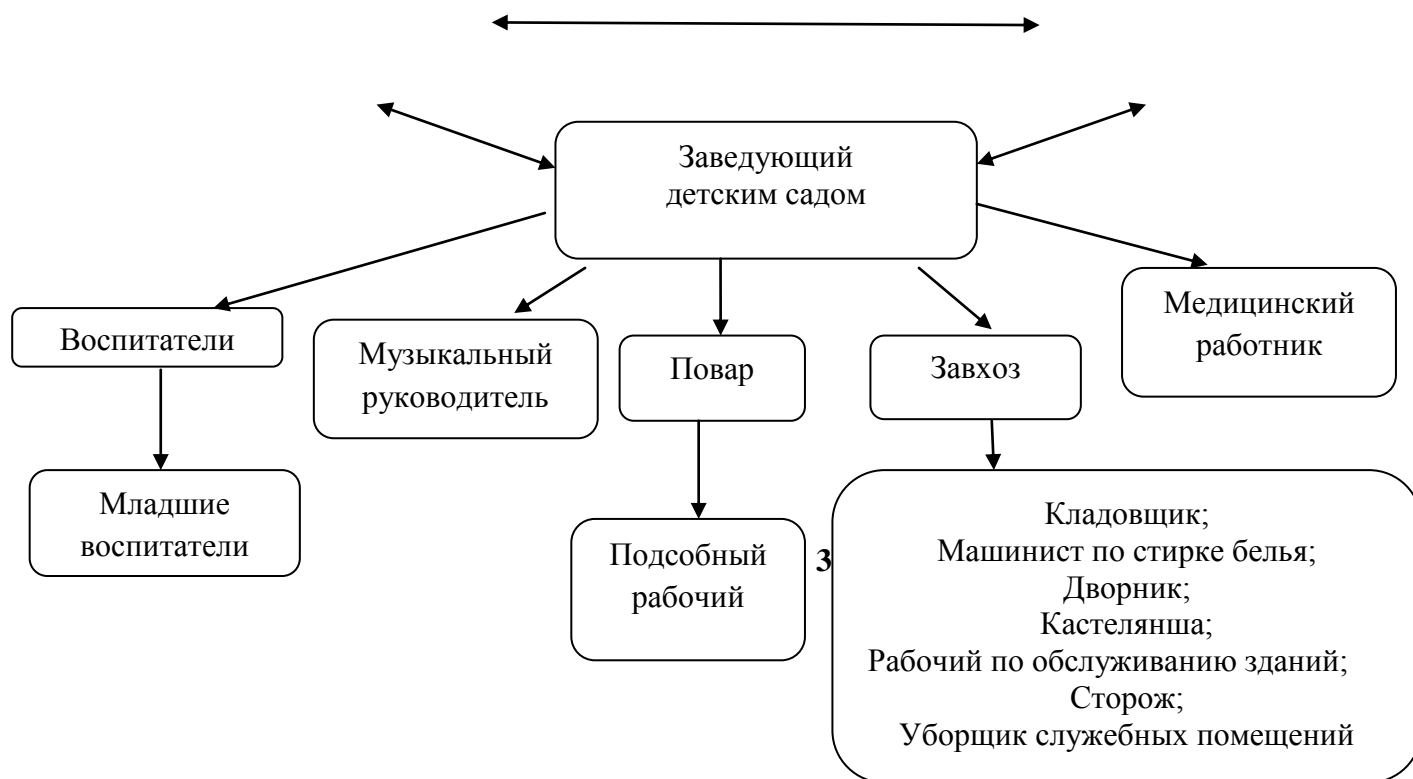 Заведующий
детским садом
Воспитатели
Музыкальный
руководитель
Повар
Завхоз
Медицинский
работник
Младшие
воспитатели
Подсобный
рабочий
3
Кладовщик;
Машинист по стирке белья;
Дворник;
Кастелянша;
Рабочий по обслуживанию зданий;
Сторож;
Уборщик служебных помещений